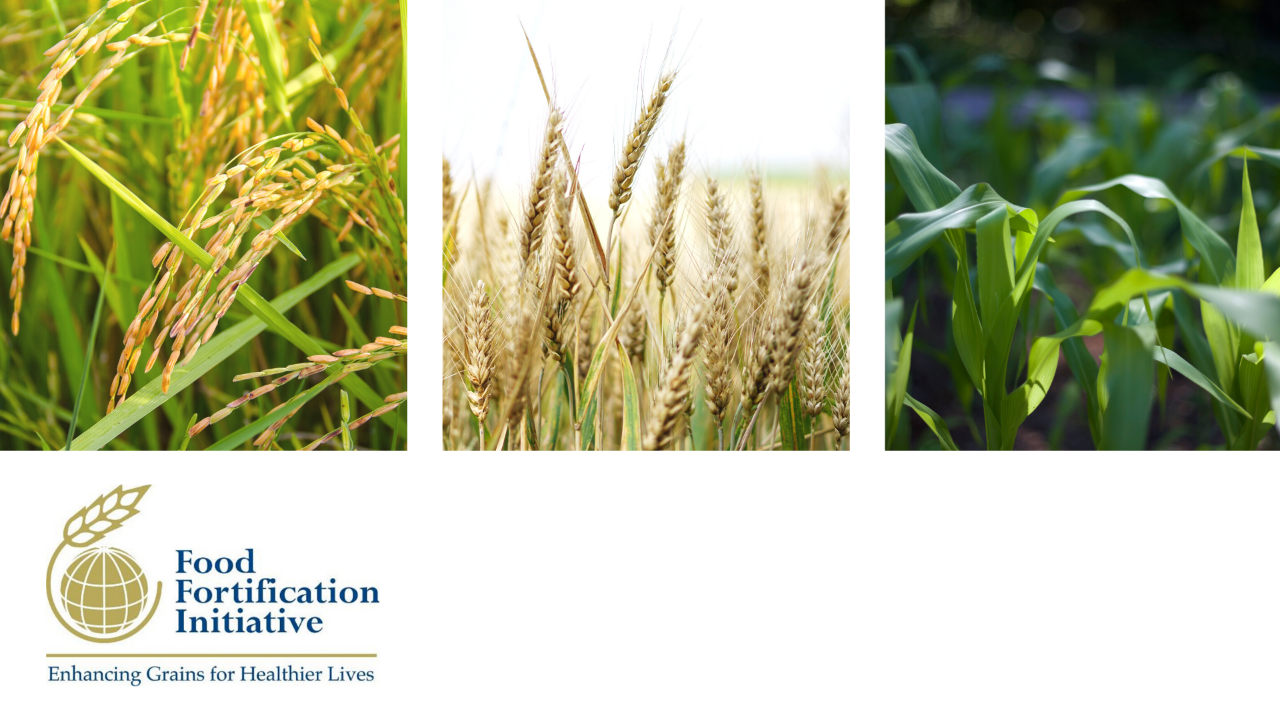 Food
Fortification
Initiative
Enhancing Grains for Healthier Lives